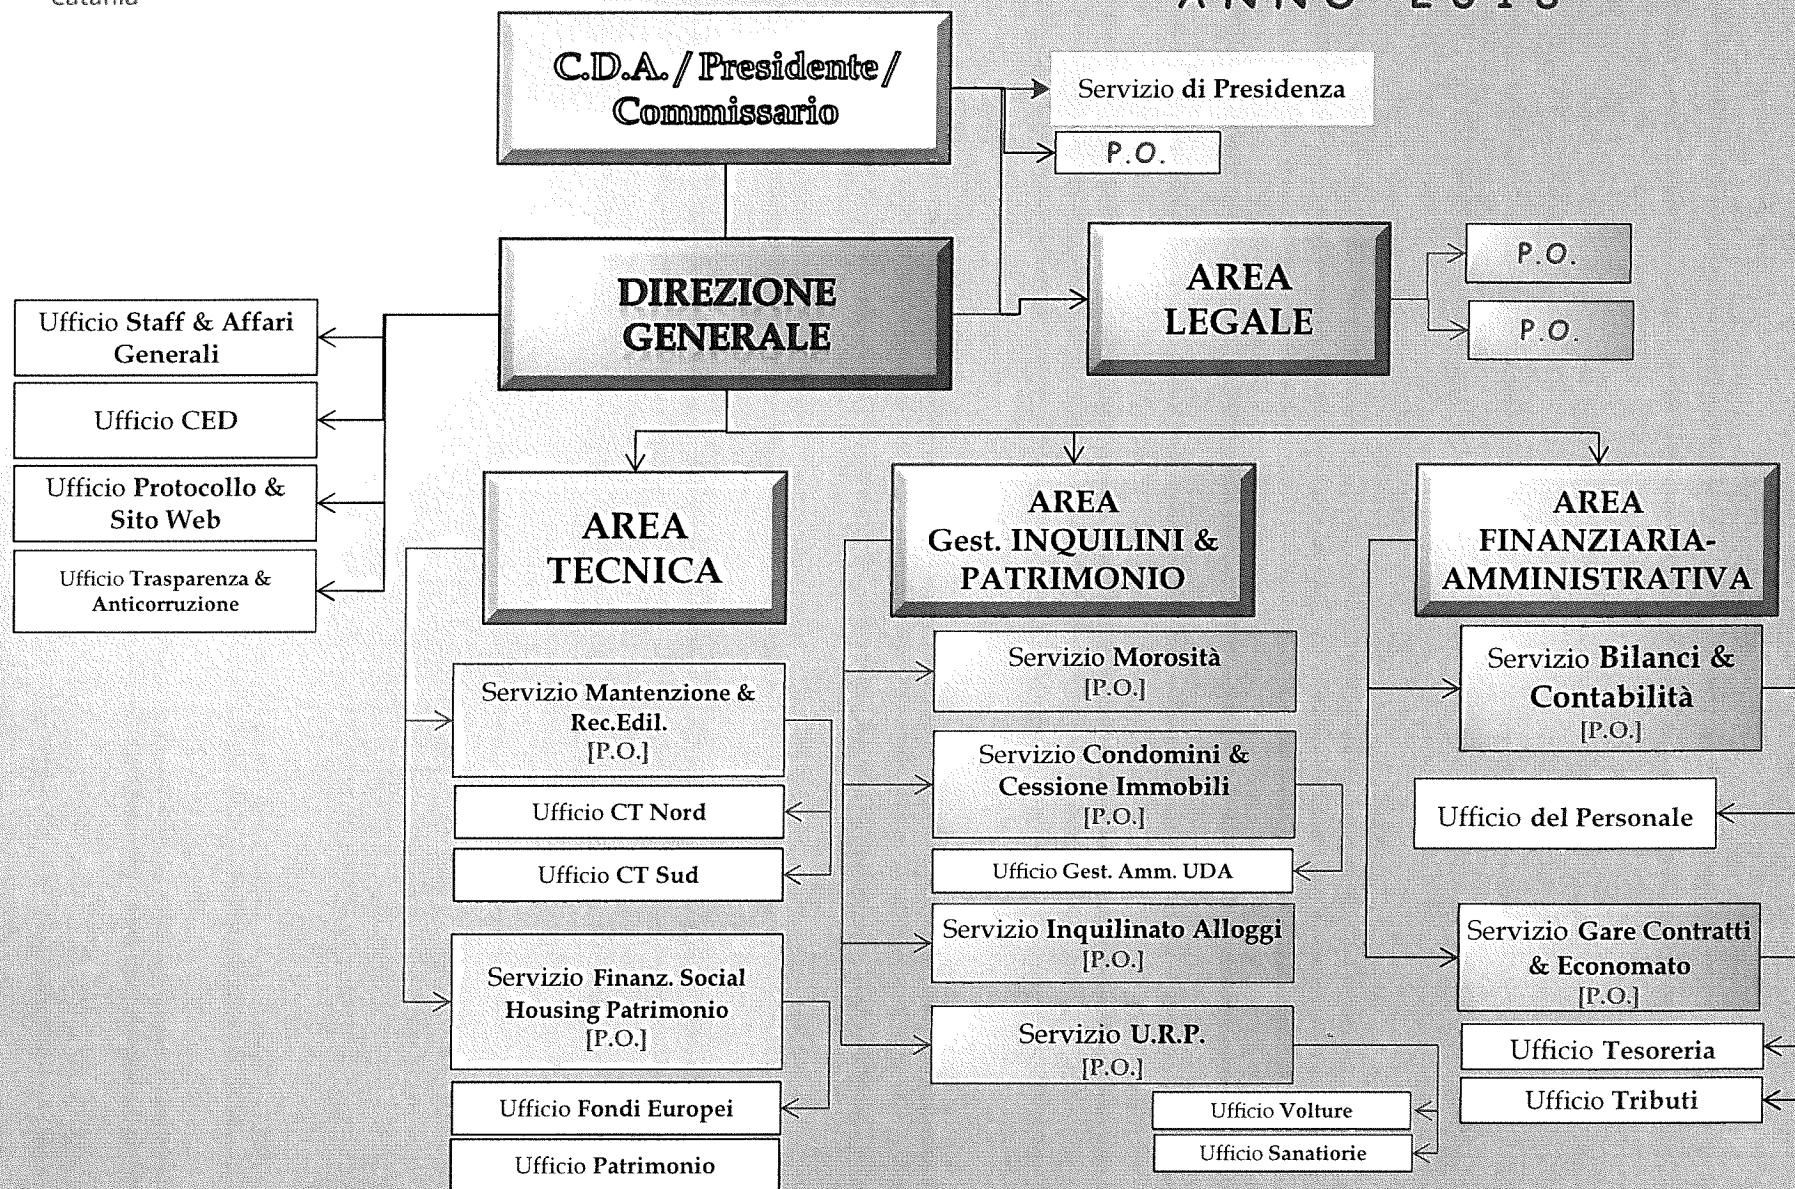 C.D.A. / Presidente /
Commissario
Servizio di Presidenza
P.O.
DIREZIONE
GENERALE
AREA
LEGALE
P.O.
P.O.
Ufficio Staff & Affari
Generali
Ufficio CED
Ufficio Protocollo &
Sito Web
Ufficio Trasparenza &
Anticorruzione
AREA
TECNICA
Servizio Mantenzione &
Rec.Edil.
[P.O.]
Ufficio CT Nord
Ufficio CT Sud
Servizio Finanz. Social
Housing Patrimonio
[P.O.]
Ufficio Fondi Europei
Ufficio Patrimonio
AREA
Gest. INQUILINI &
PATRIMONIO
Servizio Morosità
[P.O.]
Servizio Condomini &
Cessione Immobili
[P.O.]
Ufficio Gest. Amm. UDA
Servizio Inquilinato Alloggi
[P.O.]
Servizio U.R.P.
[P.O.]
Ufficio Volture
Ufficio Sanatiorie
AREA
FINANZIARIA-
AMMINISTRATIVA
Servizio Bilanci &
Contabilità
[P.O.]
Ufficio del Personale
Servizio Gare Contratti
& Economato
[P.O.]
Ufficio Tesoreria
Ufficio Tributi